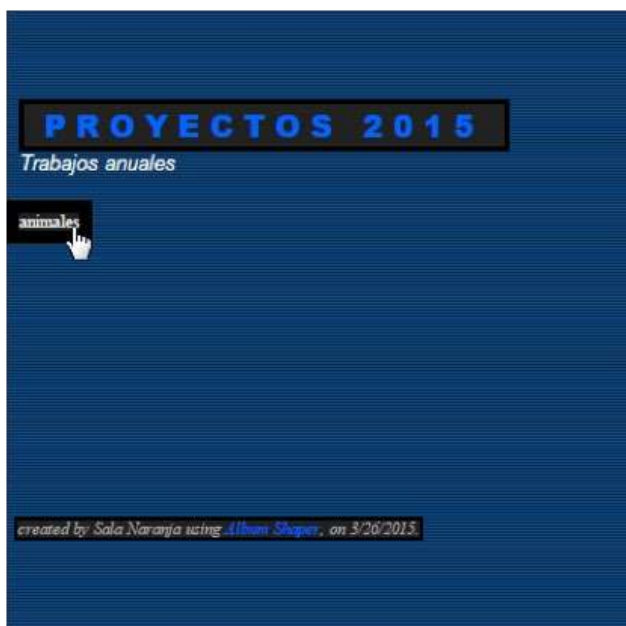 PROYECTOS 2015
Trabajos anuales
animales
created by Sala Naranja using Album Shaper, on 3/26/2015.